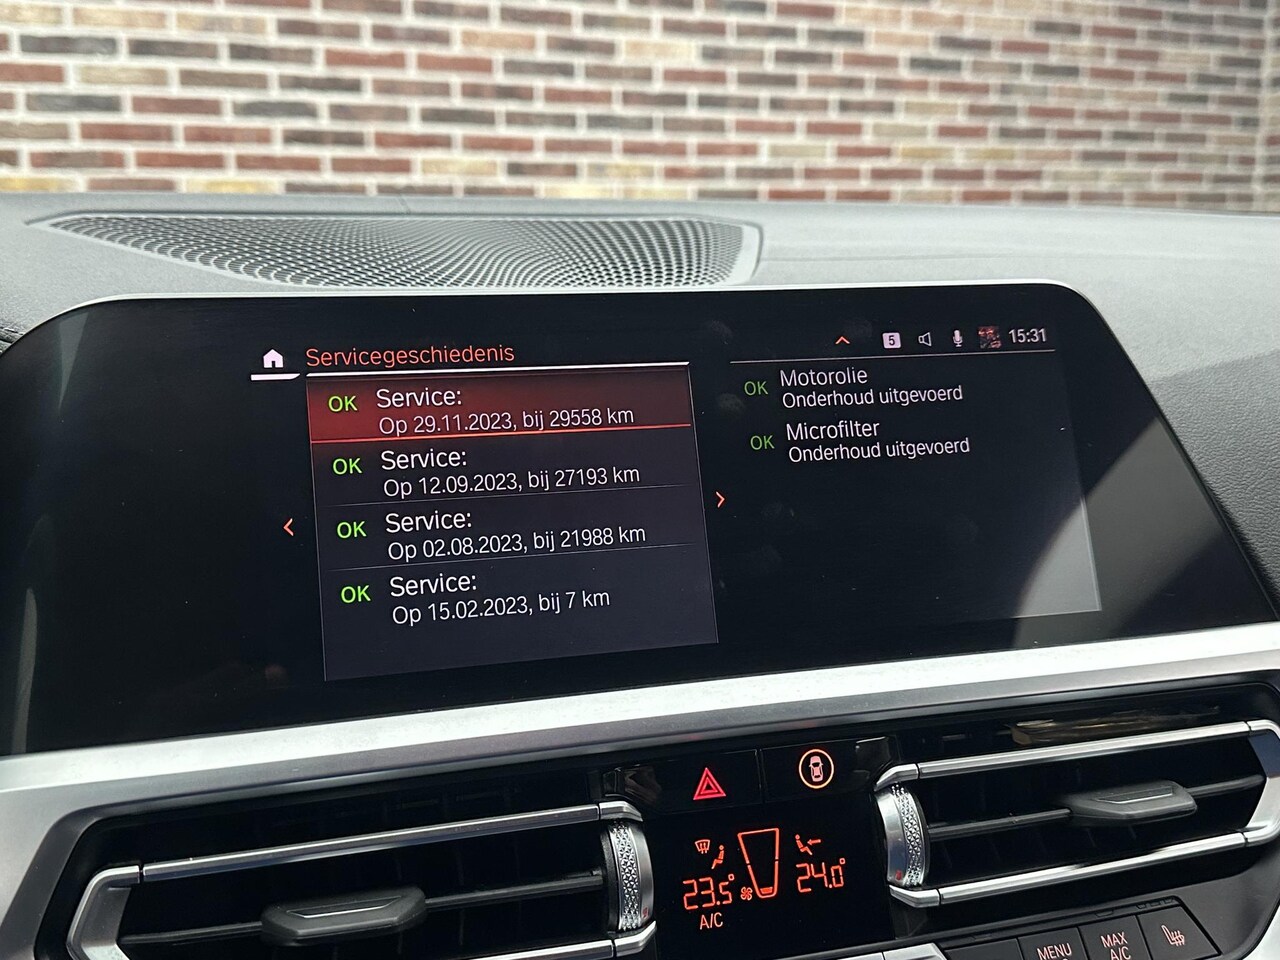 Servicegeschiedenis
5
15:31
OK Service:
Op 29.11.2023, bij 29558 km
OK Service:
Op 12.09.2023, bij 27193 km
OK Service:
Op 02.08.2023, bij 21988 km
OK Service:
Op 15.02.2023, bij 7 km
OK Motorolie
Onderhoud uitgevoerd
OK Microfilter
Onderhoud uitgevoerd
23.5°
24.0°
A/C
MENU
MAX
A/C